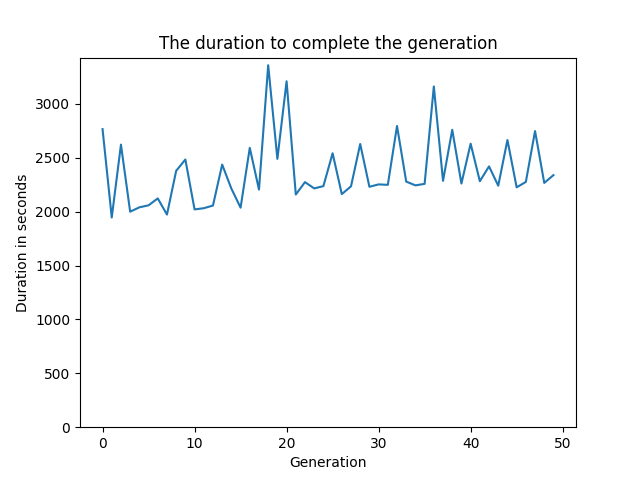 The duration to complete the generation
3000
2500
2000
1500
1000
500
0
Duration in seconds
0 10 20 30 40 50
Generation